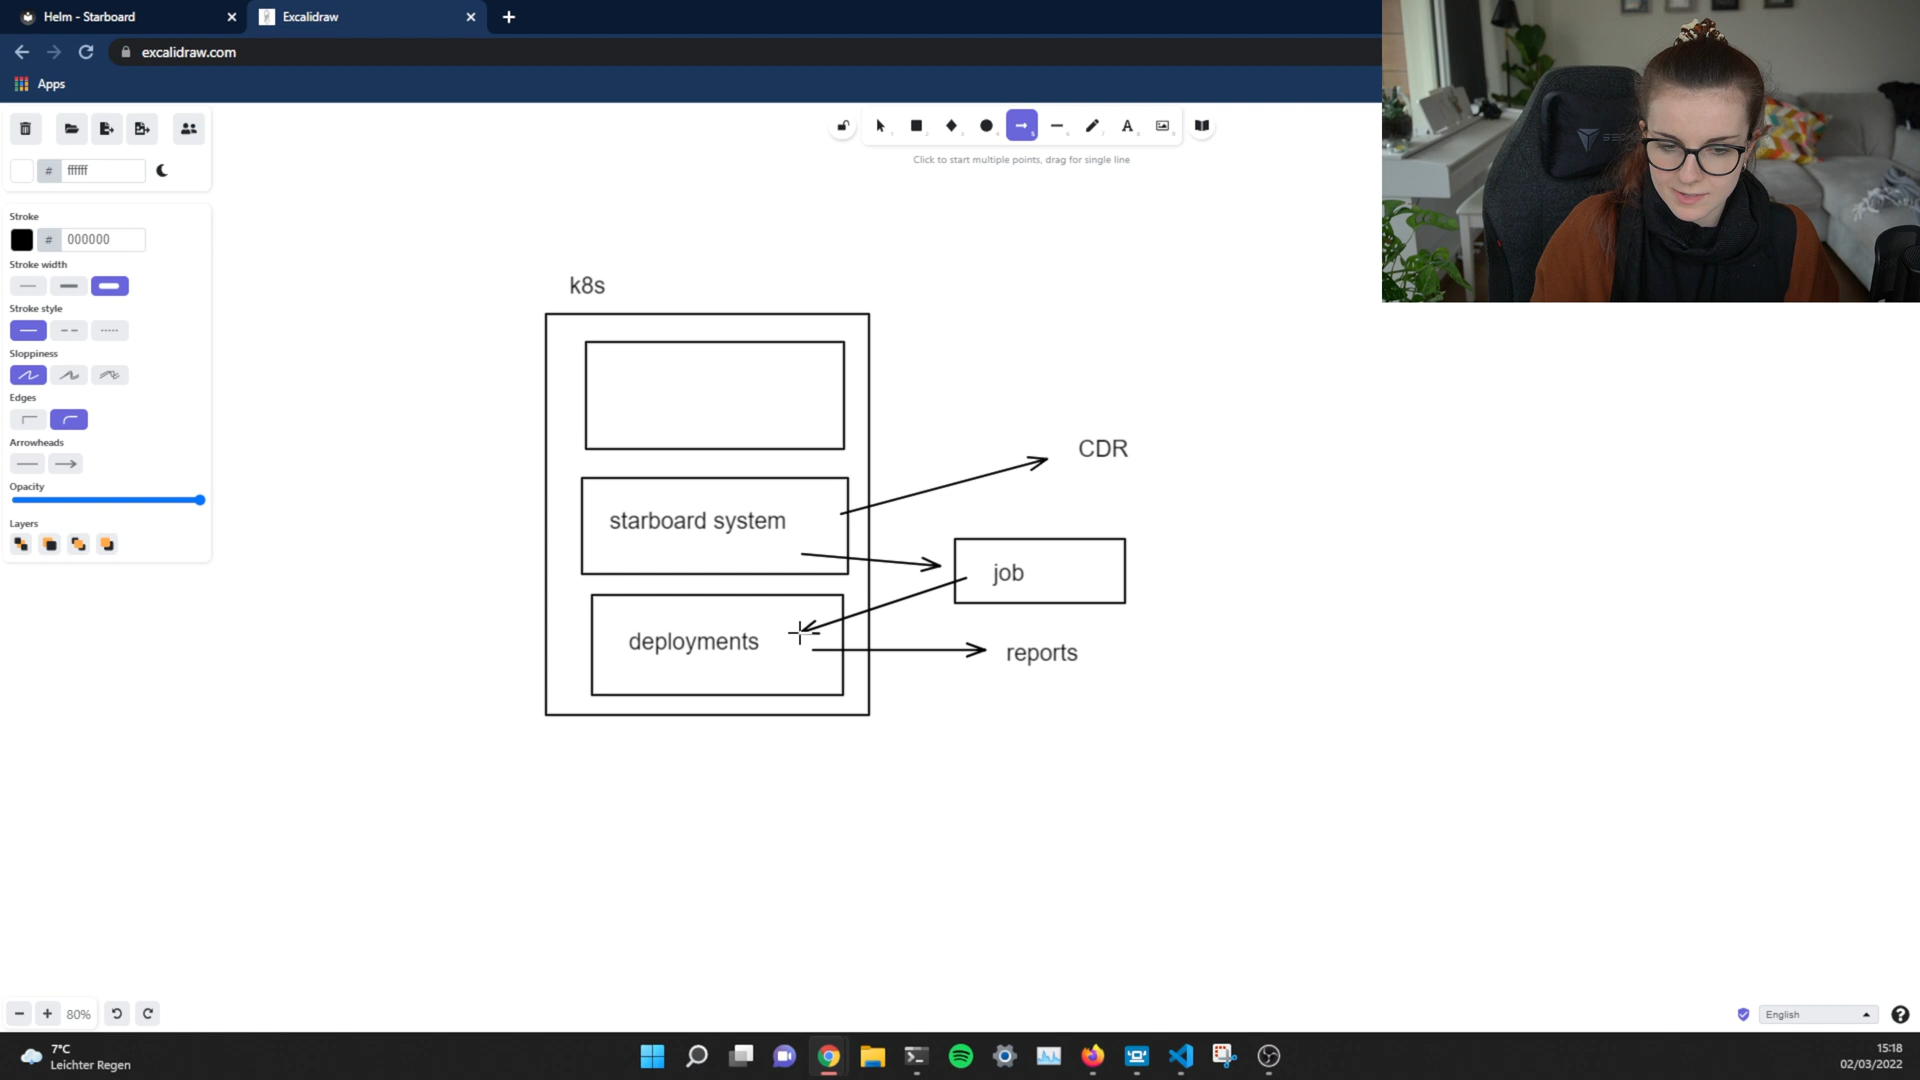 Helm - Starboard
Excalidraw
excalidraw.com
Apps
# ffffff
Click to start multiple points, drag for single line
Stroke
# 000000
Stroke width
Stroke style
Sloppiness
Edges
Arrowheads
Opacity
Layers
k8s
CDR
starboard system
job
deployments
reports
80%
English
7°C
Leichter Regen
15:18
02/03/2022